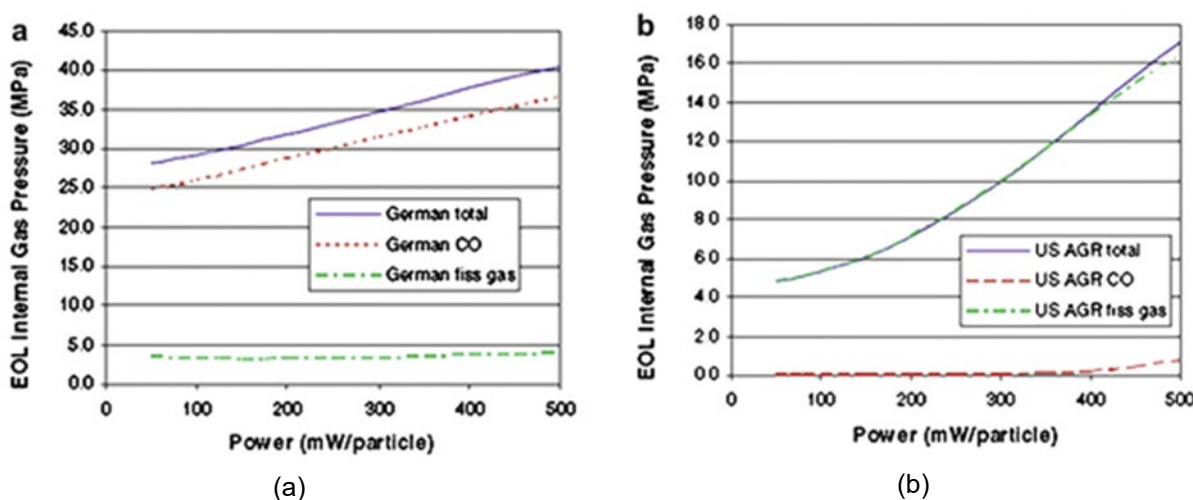 a
EOL Internal Gas Pressure (MPa)
45.0
40.0
35.0
30.0
25.0
20.0
15.0
10.0
5.0
0.0
German total
German CO
German fiss gas
0 100 200 300 400 500
Power (mW/particle)
(a)
b
EOL Internal Gas Pressure (MPa)
18.0
16.0
14.0
12.0
10.0
8.0
6.0
4.0
2.0
0.0
US AGR total
US AGR CO
US AGR fiss gas
0 100 200 300 400 500
Power (mW/particle)
(b)